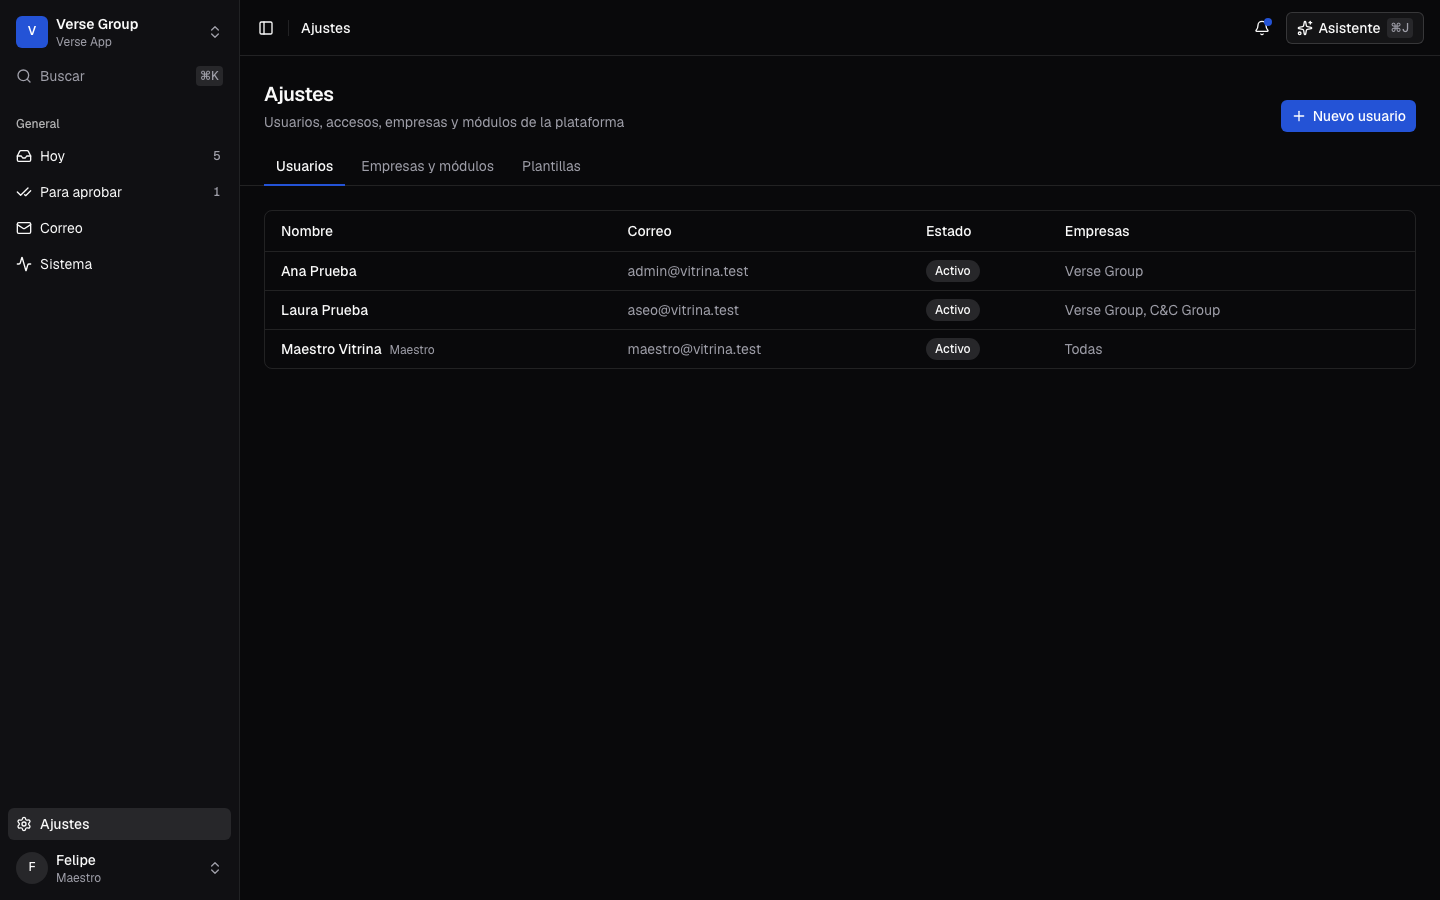 V
Verse Group
Verse App
Buscar ⌘K
General
Hoy 5
Para aprobar 1
Correo
Sistema
Ajustes
F
Felipe
Maestro
Ajustes
Asistente ⌘J
Ajustes
Usuarios, accesos, empresas y módulos de la plataforma
Nuevo usuario
Usuarios Empresas y módulos Plantillas
Nombre Correo Estado Empresas
Ana Prueba admin@vitrina.test Activo Verse Group
Laura Prueba aseo@vitrina.test Activo Verse Group, C&C Group
Maestro Vitrina Maestro maestro@vitrina.test Activo Todas